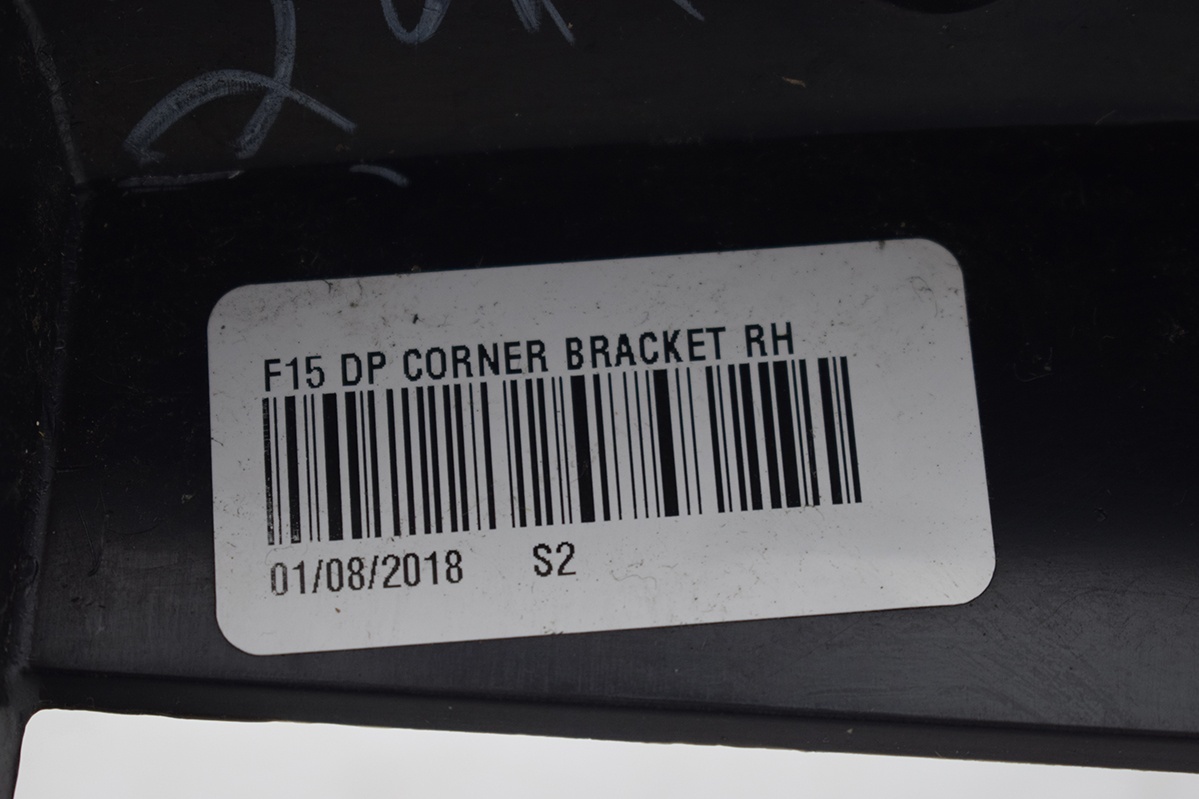 F15 DP CORNER BRACKET RH
01/08/2018 S2